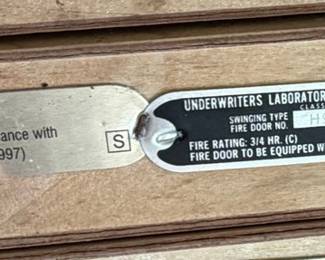 ance with
997)
S
UNDERWRITERS LABORATOR
CLASS
SWINGING TYPE
FIRE DOOR NO.
FIRE RATING: 3/4 HR. (C)
FIRE DOOR TO BE EQUIPPED W